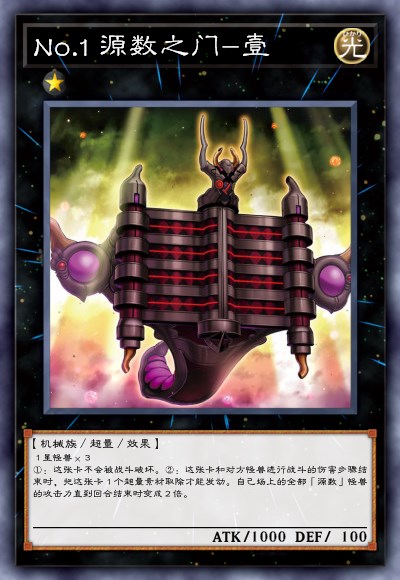 No.1 源数之门-壹
光
ひかり
【机械族／超量／效果】
1星怪兽×3
①：这张卡不会被战斗破坏。②：这张卡和对方怪兽进行战斗的伤害步骤结
束时，把这张卡1个超量素材取除才能发动。自己场上的全部「源数」怪兽
的攻击力直到回合结束时变成2倍。
ATK/1000 DEF/ 100